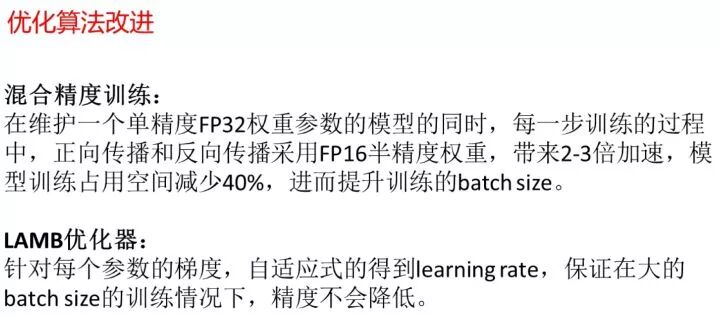 优化算法改进
混合精度训练：
在维护一个单精度FP32权重参数的模型的同时，每一步训练的过程
中，正向传播和反向传播采用FP16半精度权重，带来2-3倍加速，模
型训练占用空间减少40%，进而提升训练的batch size。
LAMB优化器：
针对每个参数的梯度，自适应式的得到learning rate，保证在大的
batch size的训练情况下，精度不会降低。